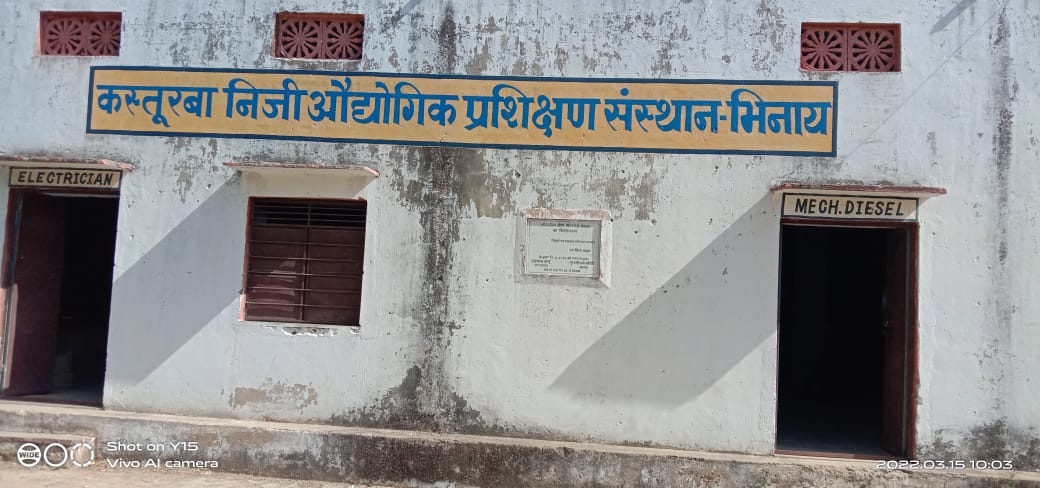 कस्तूरबा निजी औद्योगिक प्रशिक्षण संस्थान-भिनाय
ELECTRICIAN
MECH.DIESEL
WIDE
Shot on Y15
Vivo AI camera
2022.03.15 10:03